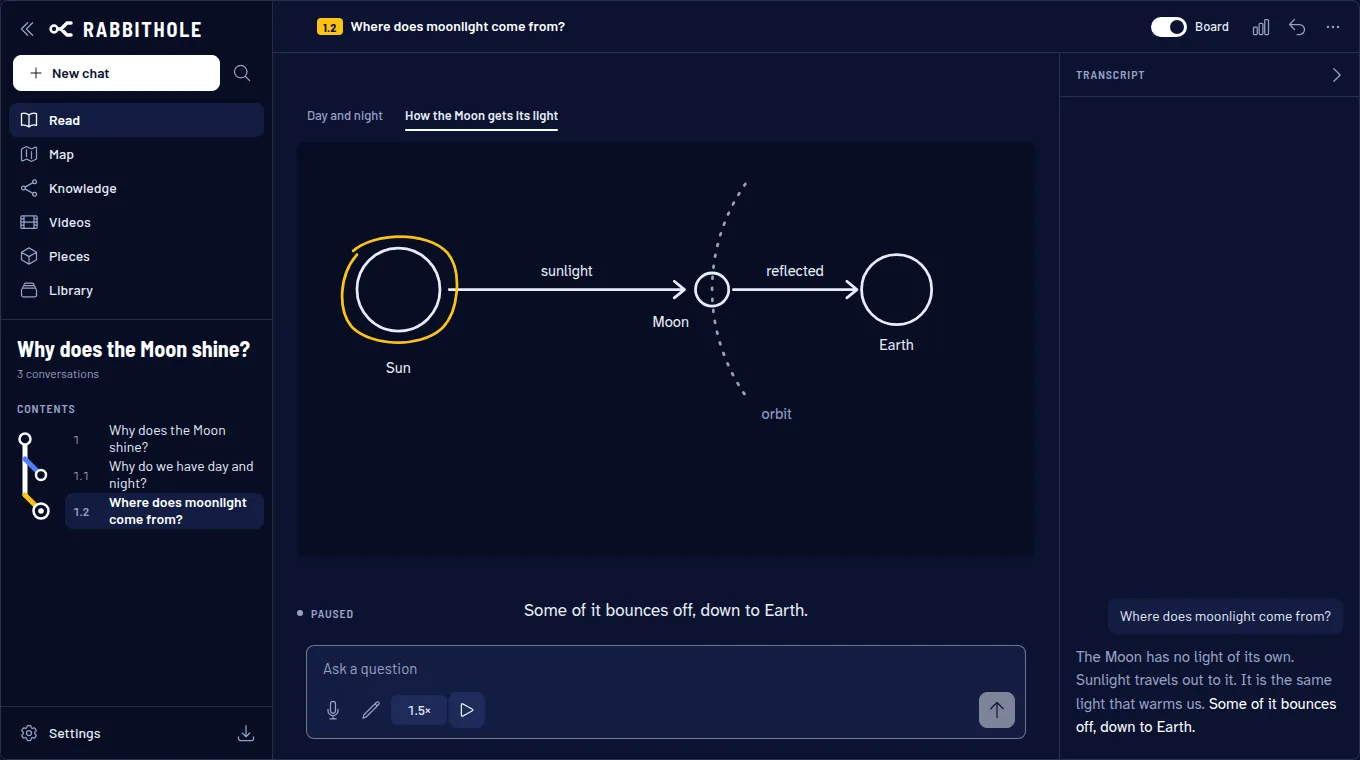 RABBITHOLE
New chat
Read
Map
Knowledge
Videos
Pieces
Library
Why does the Moon shine?
3 conversations
CONTENTS
1 Why does the Moon
shine?
1.1 Why do we have day and
night?
1.2 Where does moonlight
come from?
Settings
1.2 Where does moonlight come from?
Board
Day and night
How the Moon gets its light
sunlight
reflected
Moon
Sun
Earth
orbit
PAUSED
Some of it bounces off, down to Earth.
Ask a question
1.5×
TRANSCRIPT
Where does moonlight come from?
The Moon has no light of its own.
Sunlight travels out to it. It is the same
light that warms us. Some of it bounces
off, down to Earth.